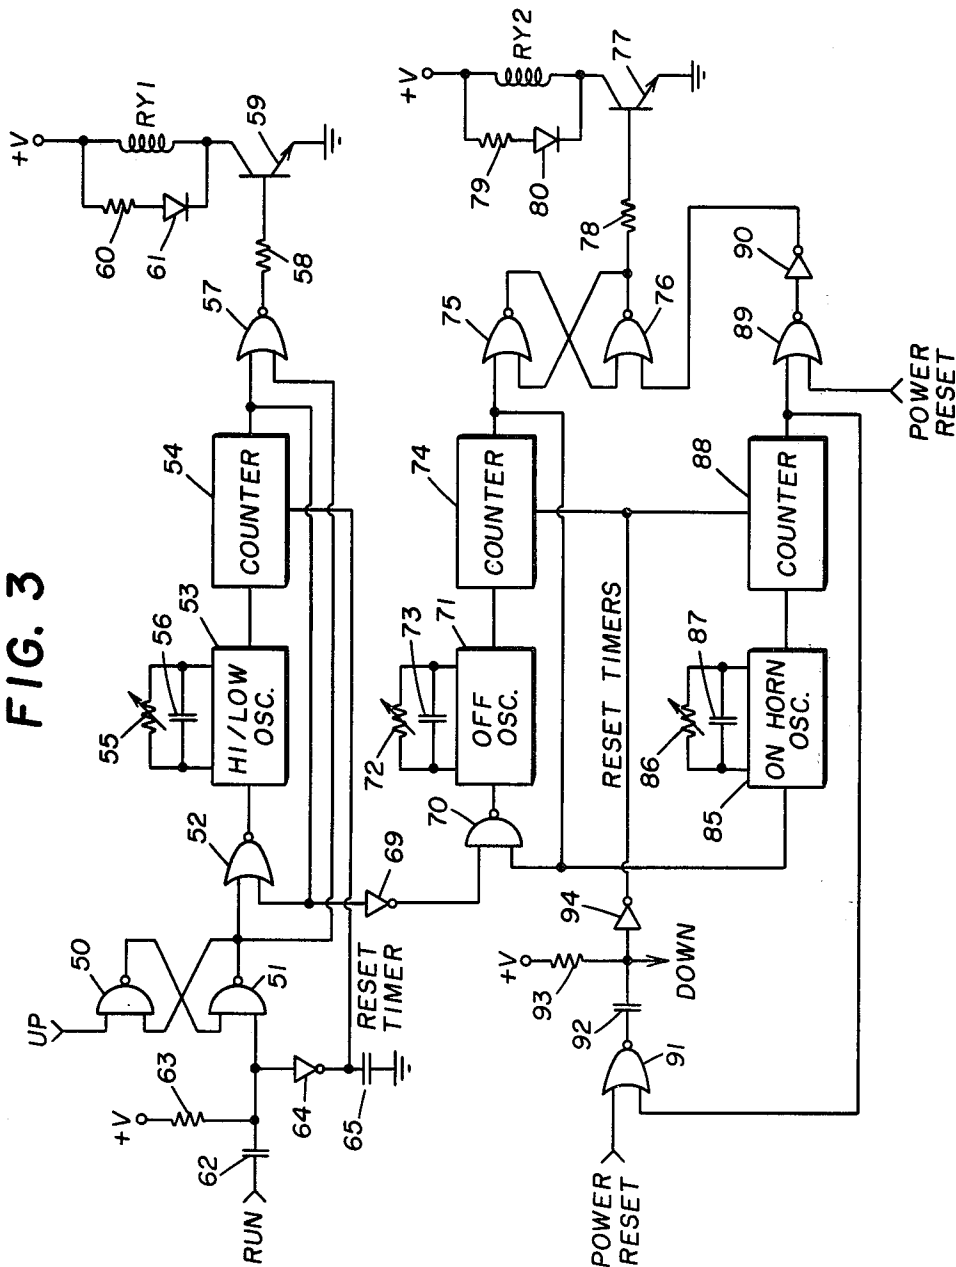 FIG. 3
UP
50
+V
63
62
RUN
51
64
65
RESET
TIMER
52
55
56
53
HI/LOW
OSC.
54
COUNTER
57
58
+V
60
61
RY1
59
69
70
72
73
71
OFF
OSC.
74
COUNTER
75
76
78
+V
79
80
RY2
77
POWER
RESET
91
92
+V
93
DOWN
94
RESET TIMERS
86
87
85
ON HORN
OSC.
88
COUNTER
89
90
POWER
RESET